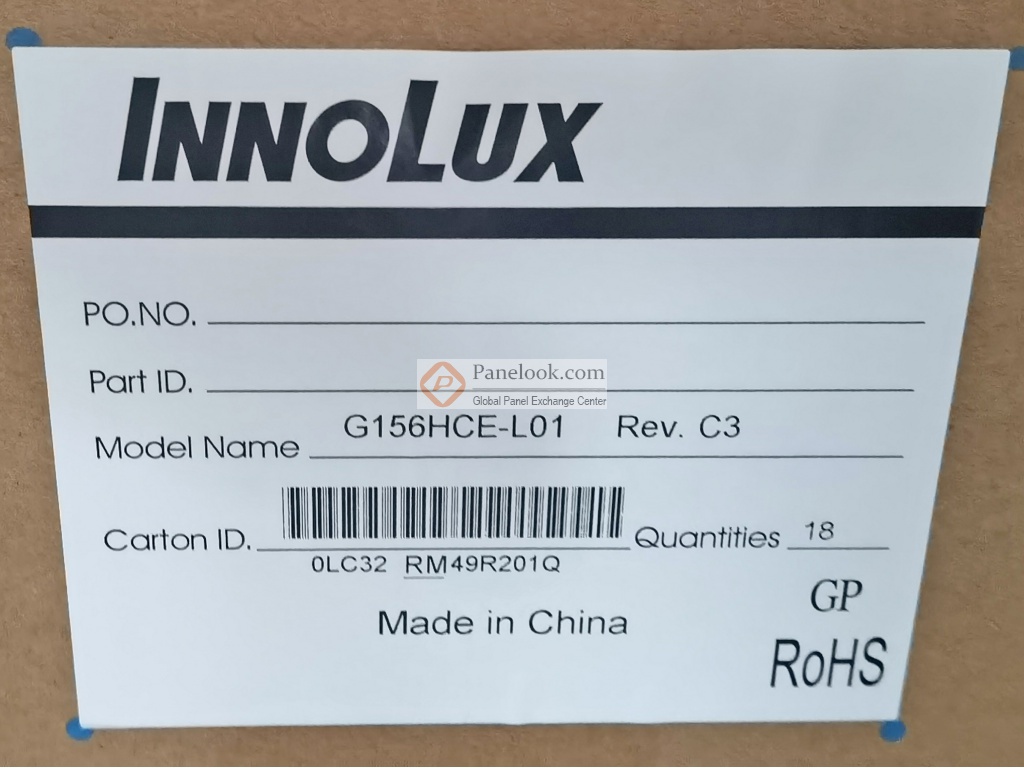 INNOLUX
PO.NO.
Part ID.
Panelook.com
Global Panel Exchange Center
Model Name G156HCE-L01 Rev. C3
Carton ID. Quantities 18
0LC32 RM49R201Q
Made in China
GP
RoHS